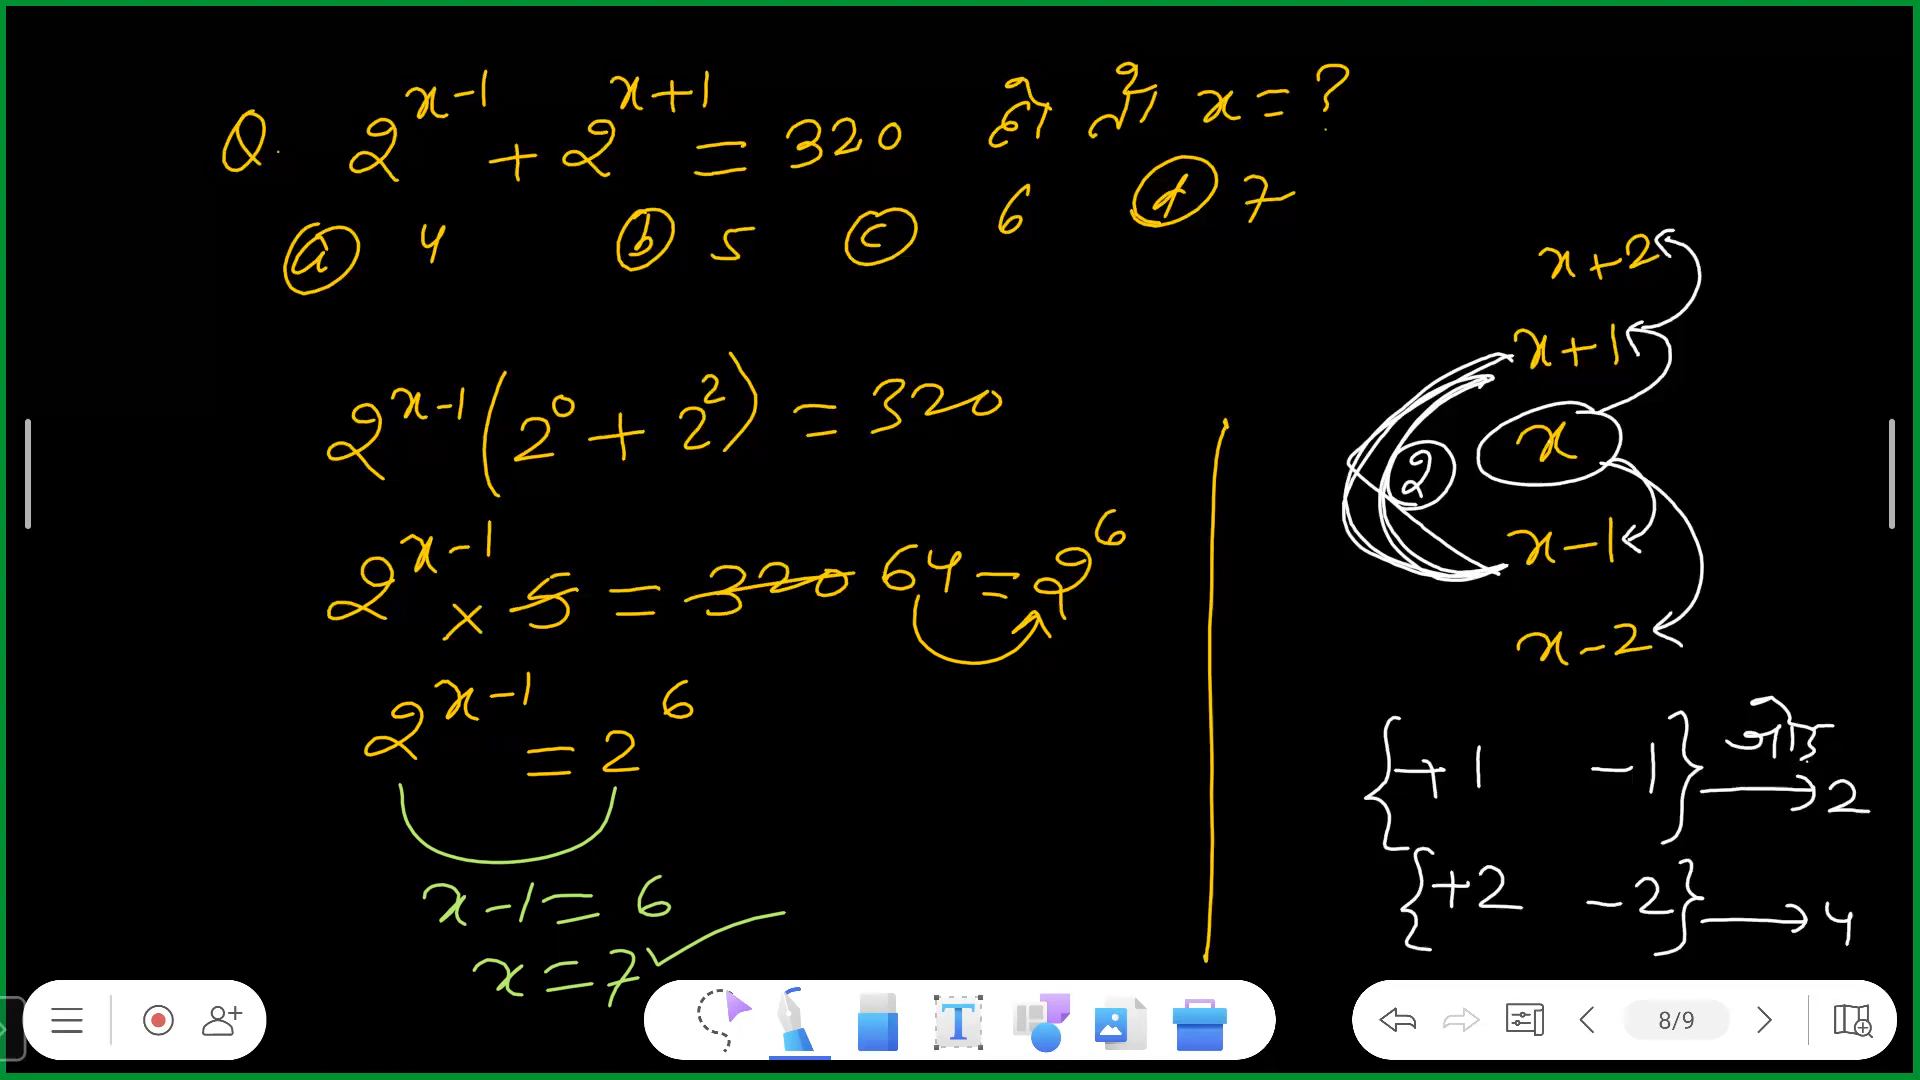 Q. 2^{x-1} + 2^{x+1} = 320 हो तो x = ?
(a) 4 (b) 5 (c) 6 (d) 7
2^{x-1}(2^0 + 2^2) = 320
2^{x-1} × 5 = 320 64 = 2^6
2^{x-1} = 2^6
x-1 = 6
x = 7 ✓
x+2
x+1
2 x
x-1
x-2
{+1 -1} → 2 जोड़
{+2 -2} → 4
T
8/9